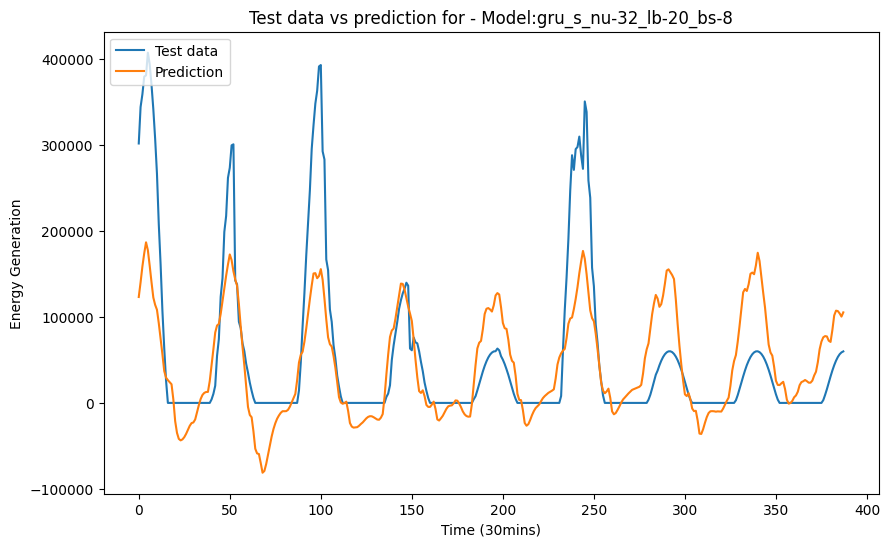 Test data vs prediction for - Model:gru_s_nu-32_lb-20_bs-8
Test data
Prediction
400000
300000
200000
100000
0
−100000
Energy Generation
0 50 100 150 200 250 300 350 400
Time (30mins)